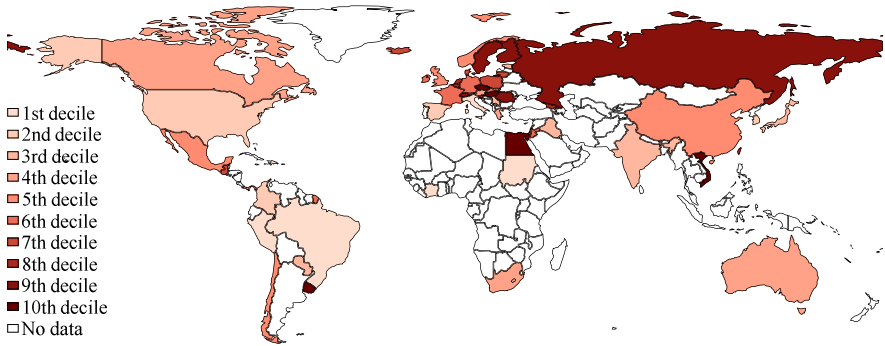 1st decile
2nd decile
3rd decile
4th decile
5th decile
6th decile
7th decile
8th decile
9th decile
10th decile
No data